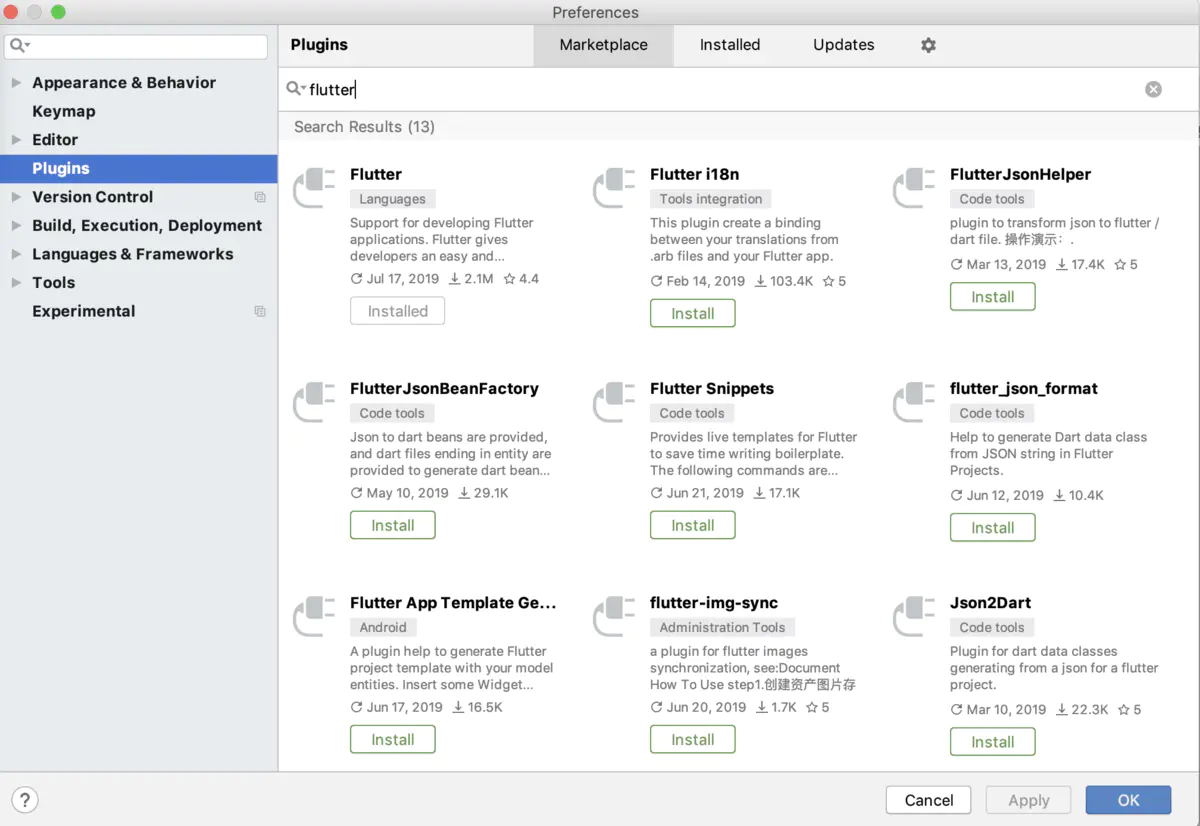 Preferences
Plugins
Marketplace
Installed
Updates
Appearance & Behavior
Keymap
Editor
Plugins
Version Control
Build, Execution, Deployment
Languages & Frameworks
Tools
Experimental
flutter
Search Results (13)
Flutter
Languages
Support for developing Flutter
applications. Flutter gives
developers an easy and...
Jul 17, 2019 2.1M 4.4
Installed
Flutter i18n
Tools integration
This plugin create a binding
between your translations from
.arb files and your Flutter app.
Feb 14, 2019 103.4K 5
Install
FlutterJsonHelper
Code tools
plugin to transform json to flutter /
dart file. 操作演示：.
Mar 13, 2019 17.4K 5
Install
FlutterJsonBeanFactory
Code tools
Json to dart beans are provided,
and dart files ending in entity are
provided to generate dart bean...
May 10, 2019 29.1K
Install
Flutter Snippets
Code tools
Provides live templates for Flutter
to save time writing boilerplate.
The following commands are...
Jun 21, 2019 17.1K
Install
flutter_json_format
Code tools
Help to generate Dart data class
from JSON string in Flutter
Projects.
Jun 12, 2019 10.4K
Install
Flutter App Template Ge...
Android
A plugin help to generate Flutter
project template with your model
entities. Insert some Widget...
Jun 17, 2019 16.5K
Install
flutter-img-sync
Administration Tools
a plugin for flutter images
synchronization, see:Document
How To Use step1.创建资产图片存
Jun 20, 2019 1.7K 5
Install
Json2Dart
Code tools
Plugin for dart data classes
generating from a json for a flutter
project.
Mar 10, 2019 22.3K 5
Install
?
Cancel
Apply
OK